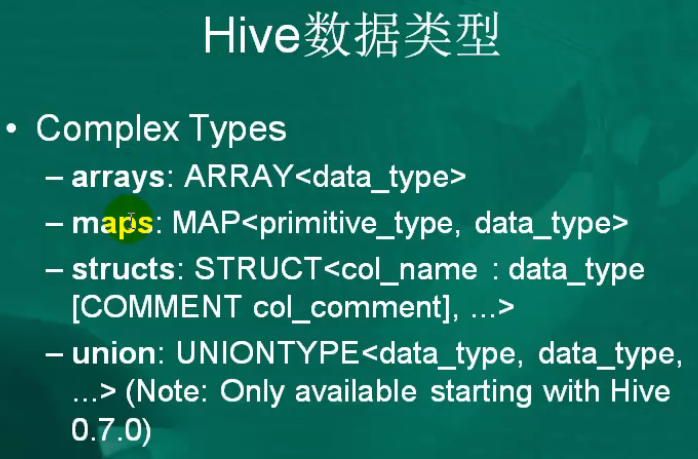 Hive数据类型
• Complex Types
– arrays: ARRAY<data_type>
– maps: MAP<primitive_type, data_type>
– structs: STRUCT<col_name : data_type
[COMMENT col_comment], ...>
– union: UNIONTYPE<data_type, data_type,
...> (Note: Only available starting with Hive
0.7.0)